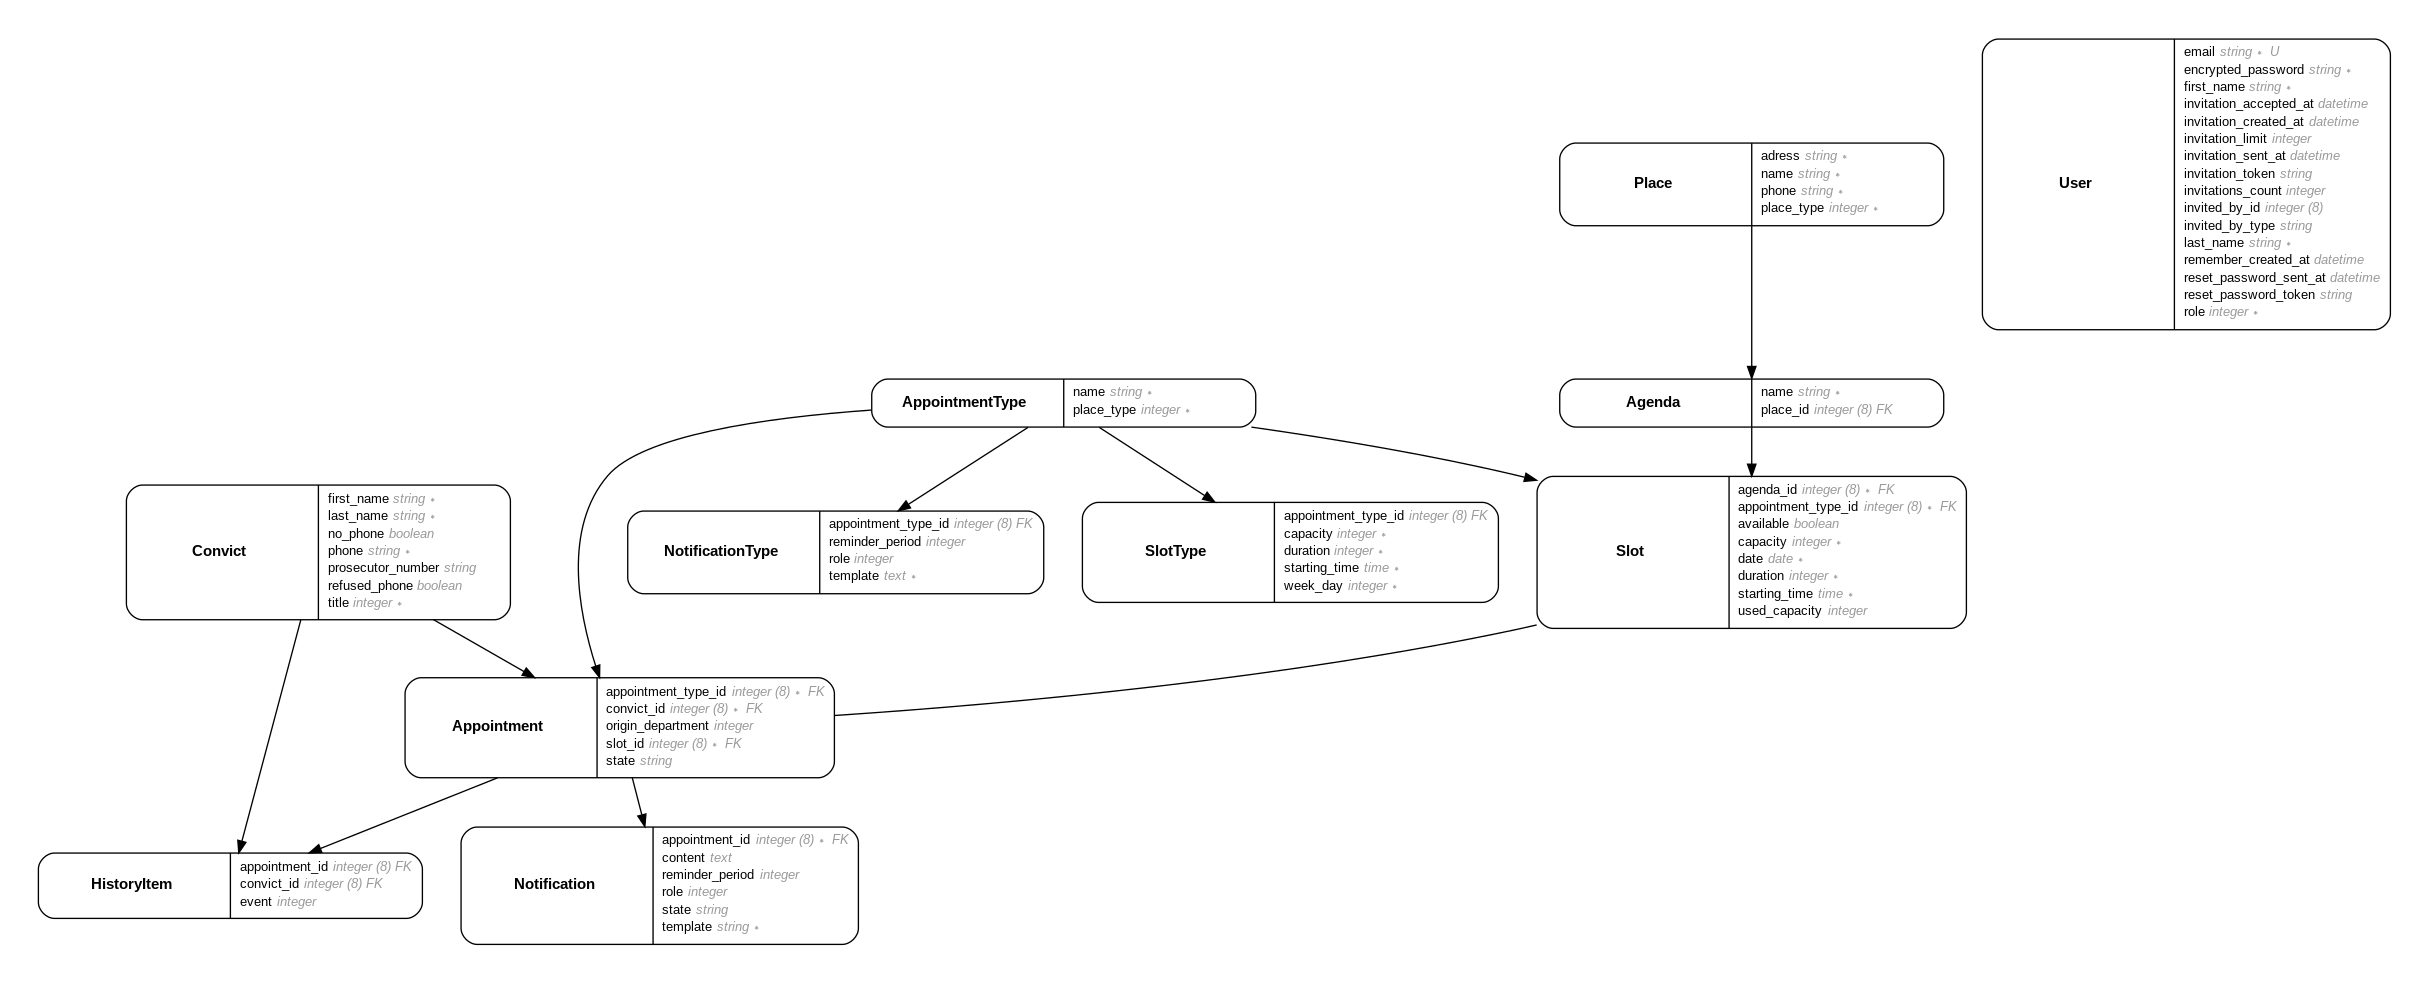 User
email string * U
encrypted_password string *
first_name string *
invitation_accepted_at datetime
invitation_created_at datetime
invitation_limit integer
invitation_sent_at datetime
invitation_token string
invitations_count integer
invited_by_id integer (8)
invited_by_type string
last_name string *
remember_created_at datetime
reset_password_sent_at datetime
reset_password_token string
role integer *
Place
adress string *
name string *
phone string *
place_type integer *
AppointmentType
name string *
place_type integer *
Agenda
name string *
place_id integer (8) FK
Convict
first_name string *
last_name string *
no_phone boolean
phone string *
prosecutor_number string
refused_phone boolean
title integer *
NotificationType
appointment_type_id integer (8) FK
reminder_period integer
role integer
template text *
SlotType
appointment_type_id integer (8) FK
capacity integer *
duration integer *
starting_time time *
week_day integer *
Slot
agenda_id integer (8) * FK
appointment_type_id integer (8) * FK
available boolean
capacity integer *
date date *
duration integer *
starting_time time *
used_capacity integer
Appointment
appointment_type_id integer (8) * FK
convict_id integer (8) * FK
origin_department integer
slot_id integer (8) * FK
state string
HistoryItem
appointment_id integer (8) FK
convict_id integer (8) FK
event integer
Notification
appointment_id integer (8) * FK
content text
reminder_period integer
role integer
state string
template string *